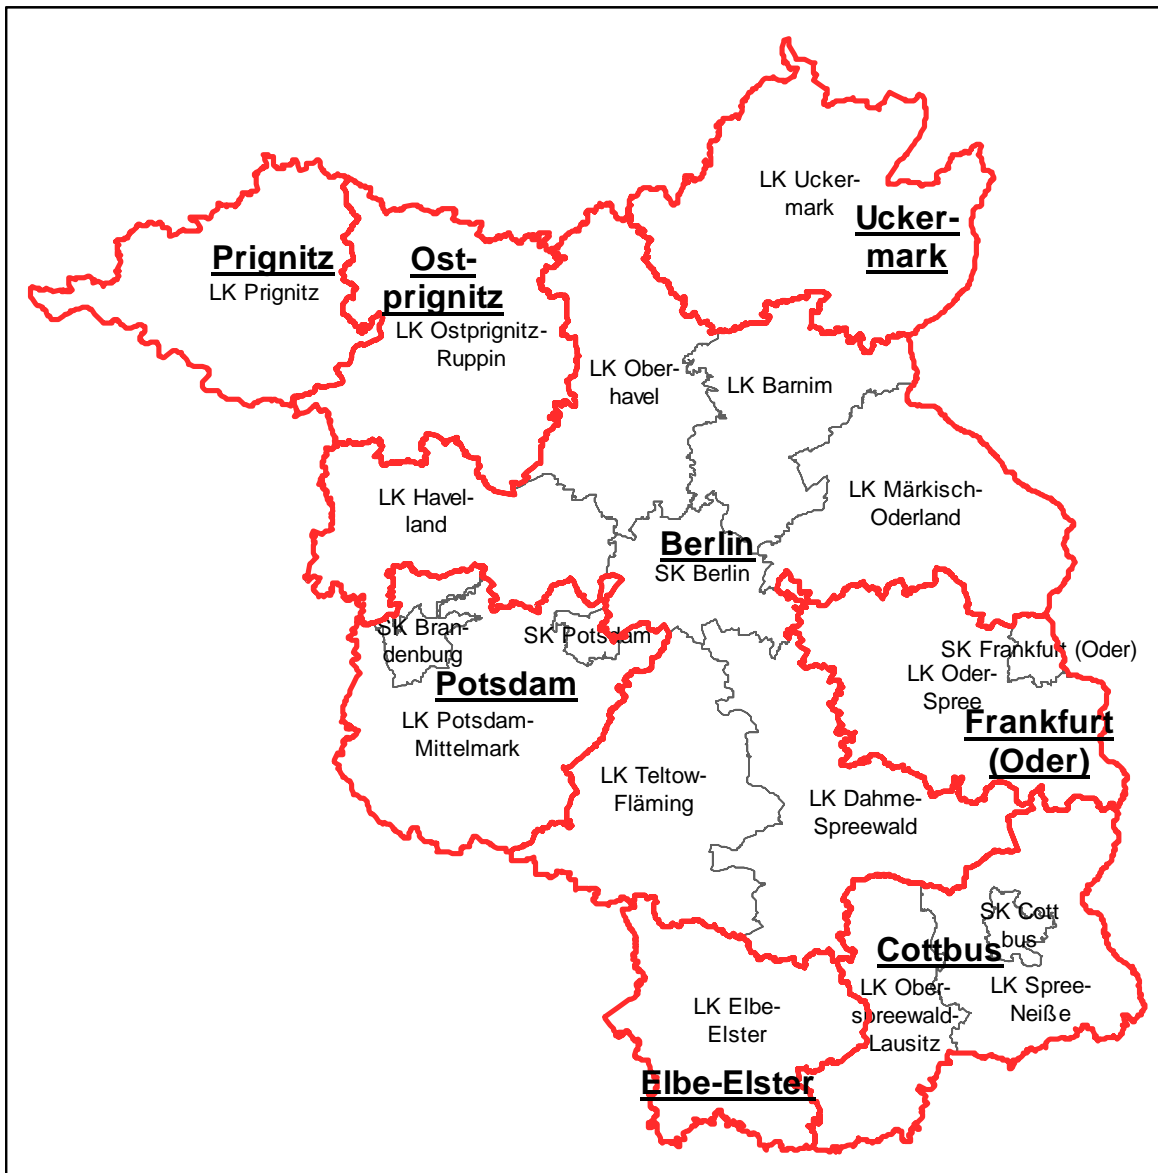 LK Ucker-
mark
Ucker-
mark
Prignitz
LK Prignitz
Ost-
prignitz
LK Ostprignitz-
Ruppin
LK Ober-
havel
LK Barnim
LK Havel-
land
LK Märkisch-
Oderland
Berlin
SK Berlin
SK Bran-
denburg
SK Potsdam
Potsdam
LK Potsdam-
Mittelmark
SK Frankfurt (Oder)
LK Oder-
Spree
Frankfurt
(Oder)
LK Teltow-
Fläming
LK Dahme-
Spreewald
SK Cott
bus
Cottbus
LK Ober-
spreewald-
Lausitz
LK Spree-
Neiße
LK Elbe-
Elster
Elbe-Elster